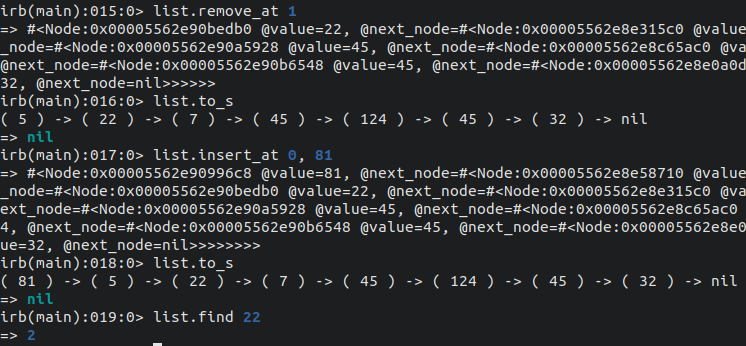 irb(main):015:0> list.remove_at 1
=> #<Node:0x00005562e90bedb0 @value=22, @next_node=#<Node:0x00005562e8e315c0 @value
_node=#<Node:0x00005562e90a5928 @value=45, @next_node=#<Node:0x00005562e8c65ac0 @va
@next_node=#<Node:0x00005562e90b6548 @value=45, @next_node=#<Node:0x00005562e8e0a0d
32, @next_node=nil>>>>>>
irb(main):016:0> list.to_s
( 5 ) -> ( 22 ) -> ( 7 ) -> ( 45 ) -> ( 124 ) -> ( 45 ) -> ( 32 ) -> nil
=> nil
irb(main):017:0> list.insert_at 0, 81
=> #<Node:0x00005562e90996c8 @value=81, @next_node=#<Node:0x00005562e8e58710 @value
_node=#<Node:0x00005562e90bedb0 @value=22, @next_node=#<Node:0x00005562e8e315c0 @va
ext_node=#<Node:0x00005562e90a5928 @value=45, @next_node=#<Node:0x00005562e8c65ac0 
4, @next_node=#<Node:0x00005562e90b6548 @value=45, @next_node=#<Node:0x00005562e8e0
ue=32, @next_node=nil>>>>>>>>
irb(main):018:0> list.to_s
( 81 ) -> ( 5 ) -> ( 22 ) -> ( 7 ) -> ( 45 ) -> ( 124 ) -> ( 45 ) -> ( 32 ) -> nil
=> nil
irb(main):019:0> list.find 22
=> 2